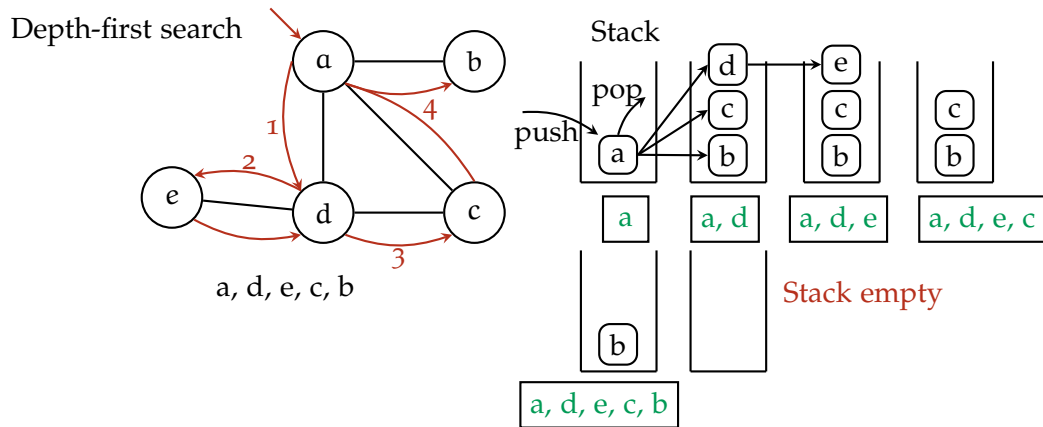 Depth-first search
a
b
1
4
2
e
d
c
3
a, d, e, c, b
Stack
push
pop
a
d
c
b
e
c
b
c
b
a
a, d
a, d, e
a, d, e, c
Stack empty
b
a, d, e, c, b